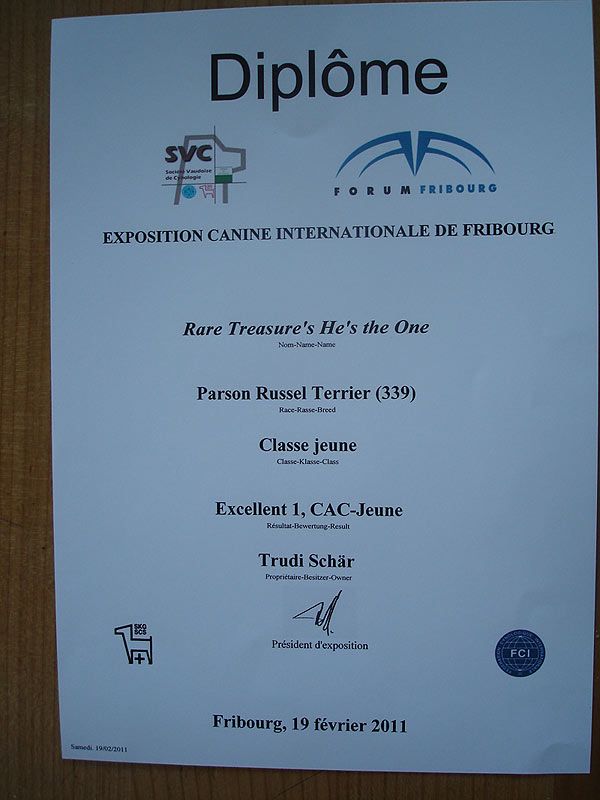 Diplôme
SVC
Société Vaudoise
de Cynologie
FORUM FRIBOURG
EXPOSITION CANINE INTERNATIONALE DE FRIBOURG
Rare Treasure's He's the One
Nom-Name-Name
Parson Russel Terrier (339)
Race-Rasse-Breed
Classe jeune
Classe-Klasse-Class
Excellent 1, CAC-Jeune
Résultat-Bewertung-Result
Trudi Schär
Propriétaire-Besitzer-Owner
Président d'exposition
SKG
SCS
FCI
Fribourg, 19 février 2011
Samedi. 19/02/2011